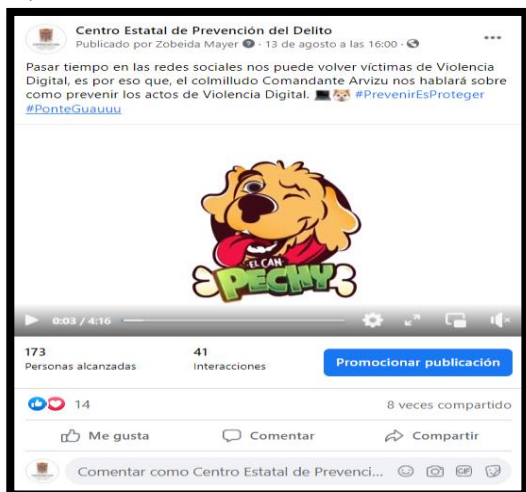 Centro Estatal de Prevención del Delito
Publicado por Zobeida Mayer · 13 de agosto a las 16:00 ·
Pasar tiempo en las redes sociales nos puede volver víctimas de Violencia
Digital, es por eso que, el colmilludo Comandante Arvizu nos hablará sobre
como prevenir los actos de Violencia Digital. 💻🐕 #PrevenirEsProteger
#PonteGuauuu
EL CAN
PECHY
0:03 / 4:16
173
Personas alcanzadas
41
Interacciones
Promocionar publicación
14
8 veces compartido
Me gusta
Comentar
Compartir
Comentar como Centro Estatal de Prevenci...
GIF